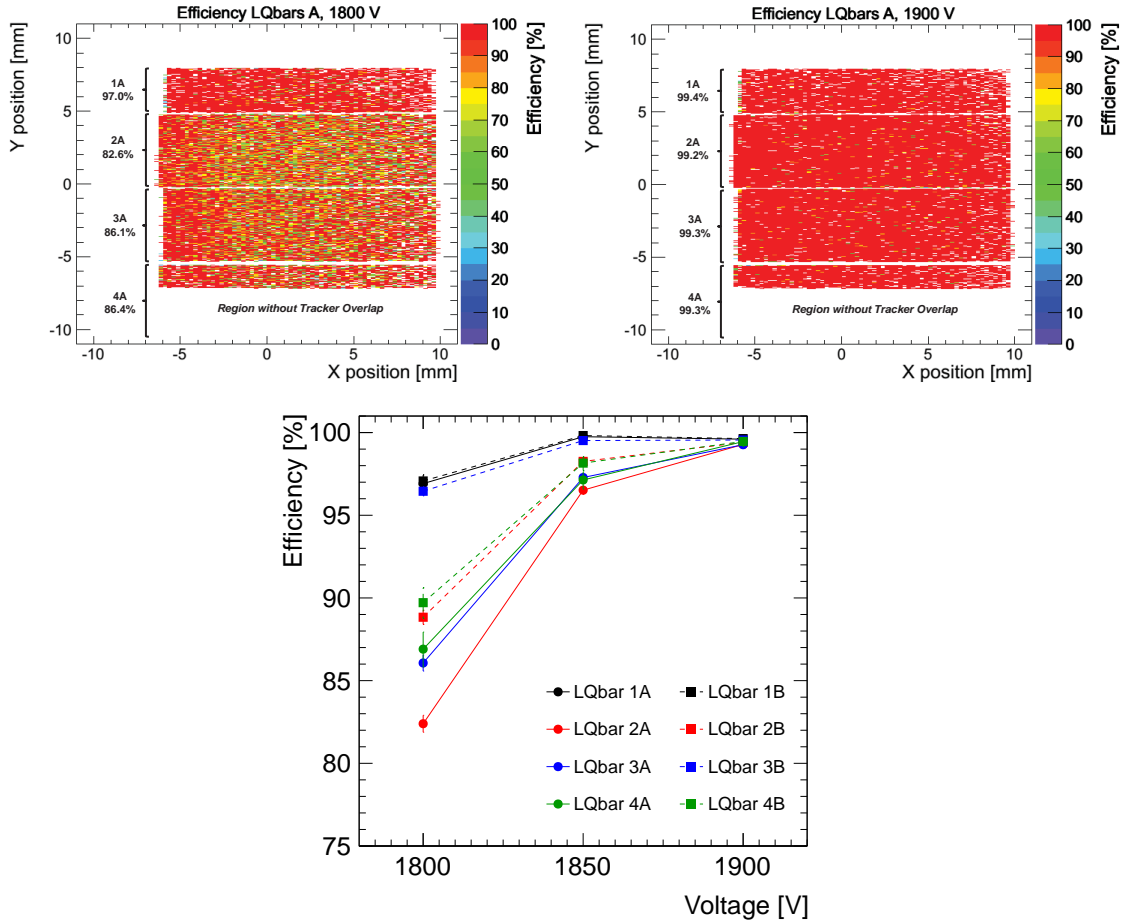 Efficiency LQbars A, 1800 V
Y position [mm]
10
5
0
-5
-10
1A
97.0%
2A
82.6%
3A
86.1%
4A
86.4%
Region without Tracker Overlap
-10 -5 0 5 10
X position [mm]
100
90
80
70
60
50
40
30
20
10
0
Efficiency [%]
Efficiency LQbars A, 1900 V
Y position [mm]
10
5
0
-5
-10
1A
99.4%
2A
99.2%
3A
99.3%
4A
99.3%
Region without Tracker Overlap
-10 -5 0 5 10
X position [mm]
100
90
80
70
60
50
40
30
20
10
0
Efficiency [%]
Efficiency [%]
100
95
90
85
80
75
LQbar 1A LQbar 1B
LQbar 2A LQbar 2B
LQbar 3A LQbar 3B
LQbar 4A LQbar 4B
1800 1850 1900
Voltage [V]